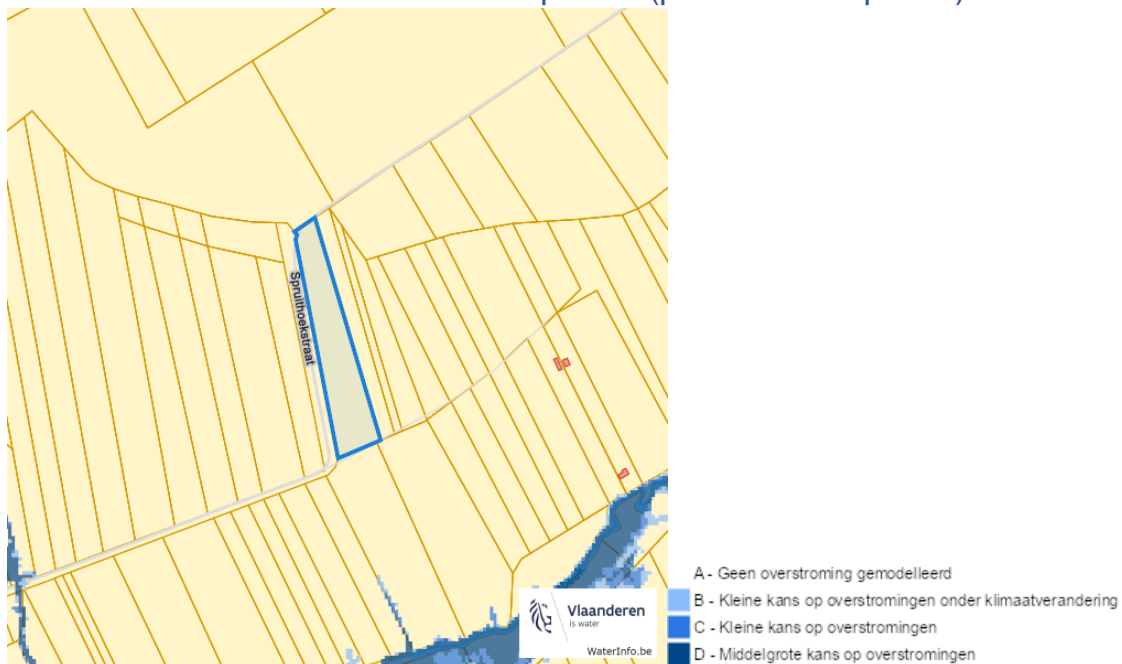 Spruithoekstraat
Vlaanderen
is water
WaterInfo.be
A - Geen overstroming gemodelleerd
B - Kleine kans op overstromingen onder klimaatverandering
C - Kleine kans op overstromingen
D - Middelgrote kans op overstromingen